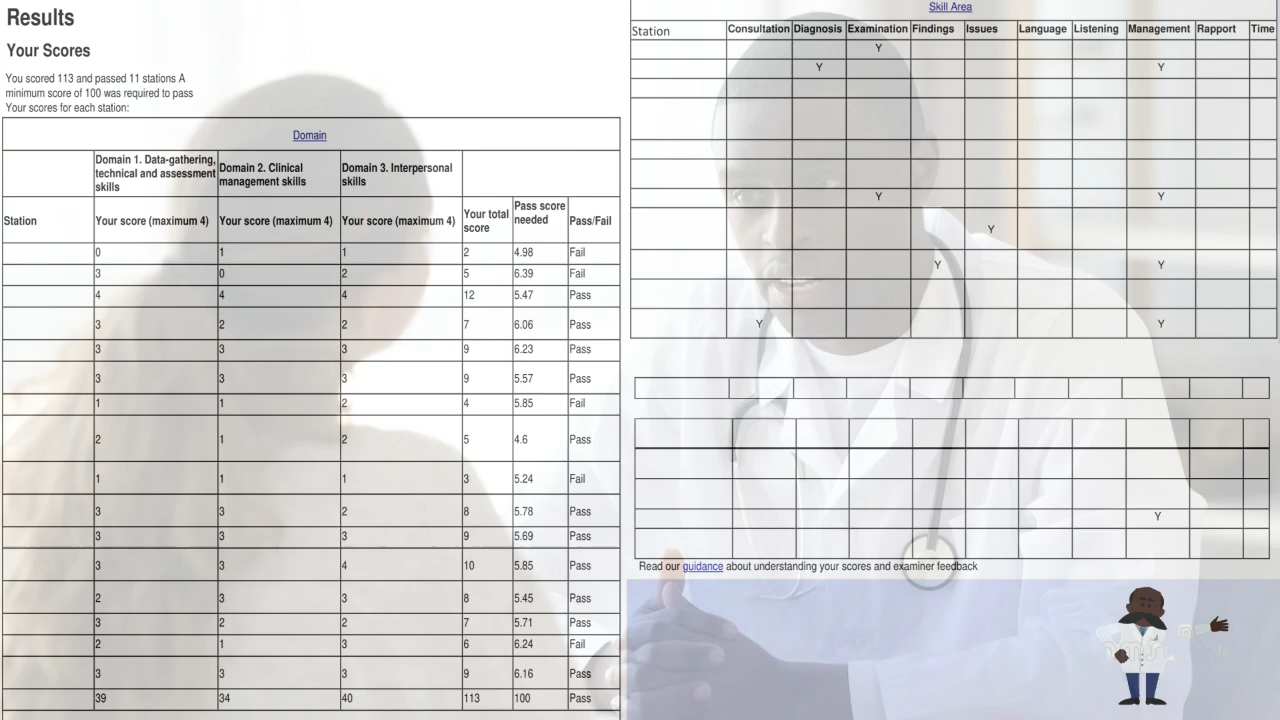 Results
Your Scores
You scored 113 and passed 11 stations A
minimum score of 100 was required to pass
Your scores for each station:
Domain
Domain 1. Data-gathering, technical and assessment skills Domain 2. Clinical management skills Domain 3. Interpersonal skills
Station Your score (maximum 4) Your score (maximum 4) Your score (maximum 4) Your total score Pass score needed Pass/Fail
0 1 1 2 4.98 Fail
3 0 2 5 6.39 Fail
4 4 4 12 5.47 Pass
3 2 2 7 6.06 Pass
3 3 3 9 6.23 Pass
3 3 3 9 5.57 Pass
1 1 2 4 5.85 Fail
2 1 2 5 4.6 Pass
1 1 1 3 5.24 Fail
3 3 2 8 5.78 Pass
3 3 3 9 5.69 Pass
3 3 4 10 5.85 Pass
2 3 3 8 5.45 Pass
3 2 2 7 5.71 Pass
2 1 3 6 6.24 Fail
3 3 3 9 6.16 Pass
39 34 40 113 100 Pass
Skill Area
Station Consultation Diagnosis Examination Findings Issues Language Listening Management Rapport Time
Y
Y Y
Y Y
Y
Y Y
Y Y
Y
Read our guidance about understanding your scores and examiner feedback